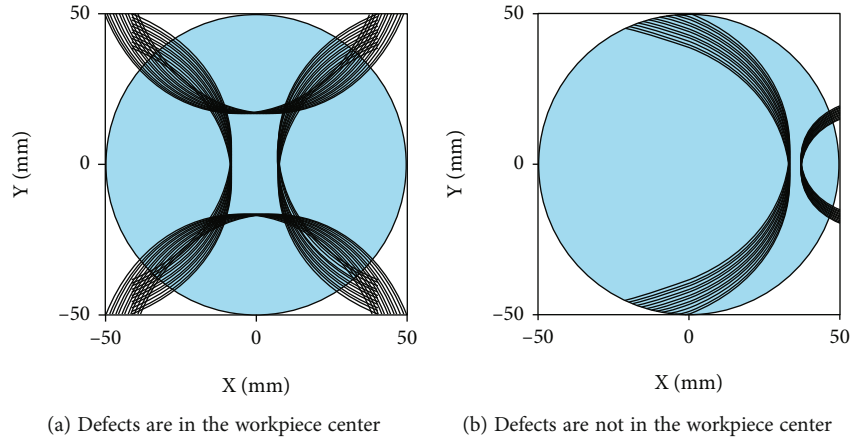 50
0
−50
Y (mm)
−50
0
50
X (mm)
(a) Defects are in the workpiece center
50
0
−50
Y (mm)
−50
0
50
X (mm)
(b) Defects are not in the workpiece center